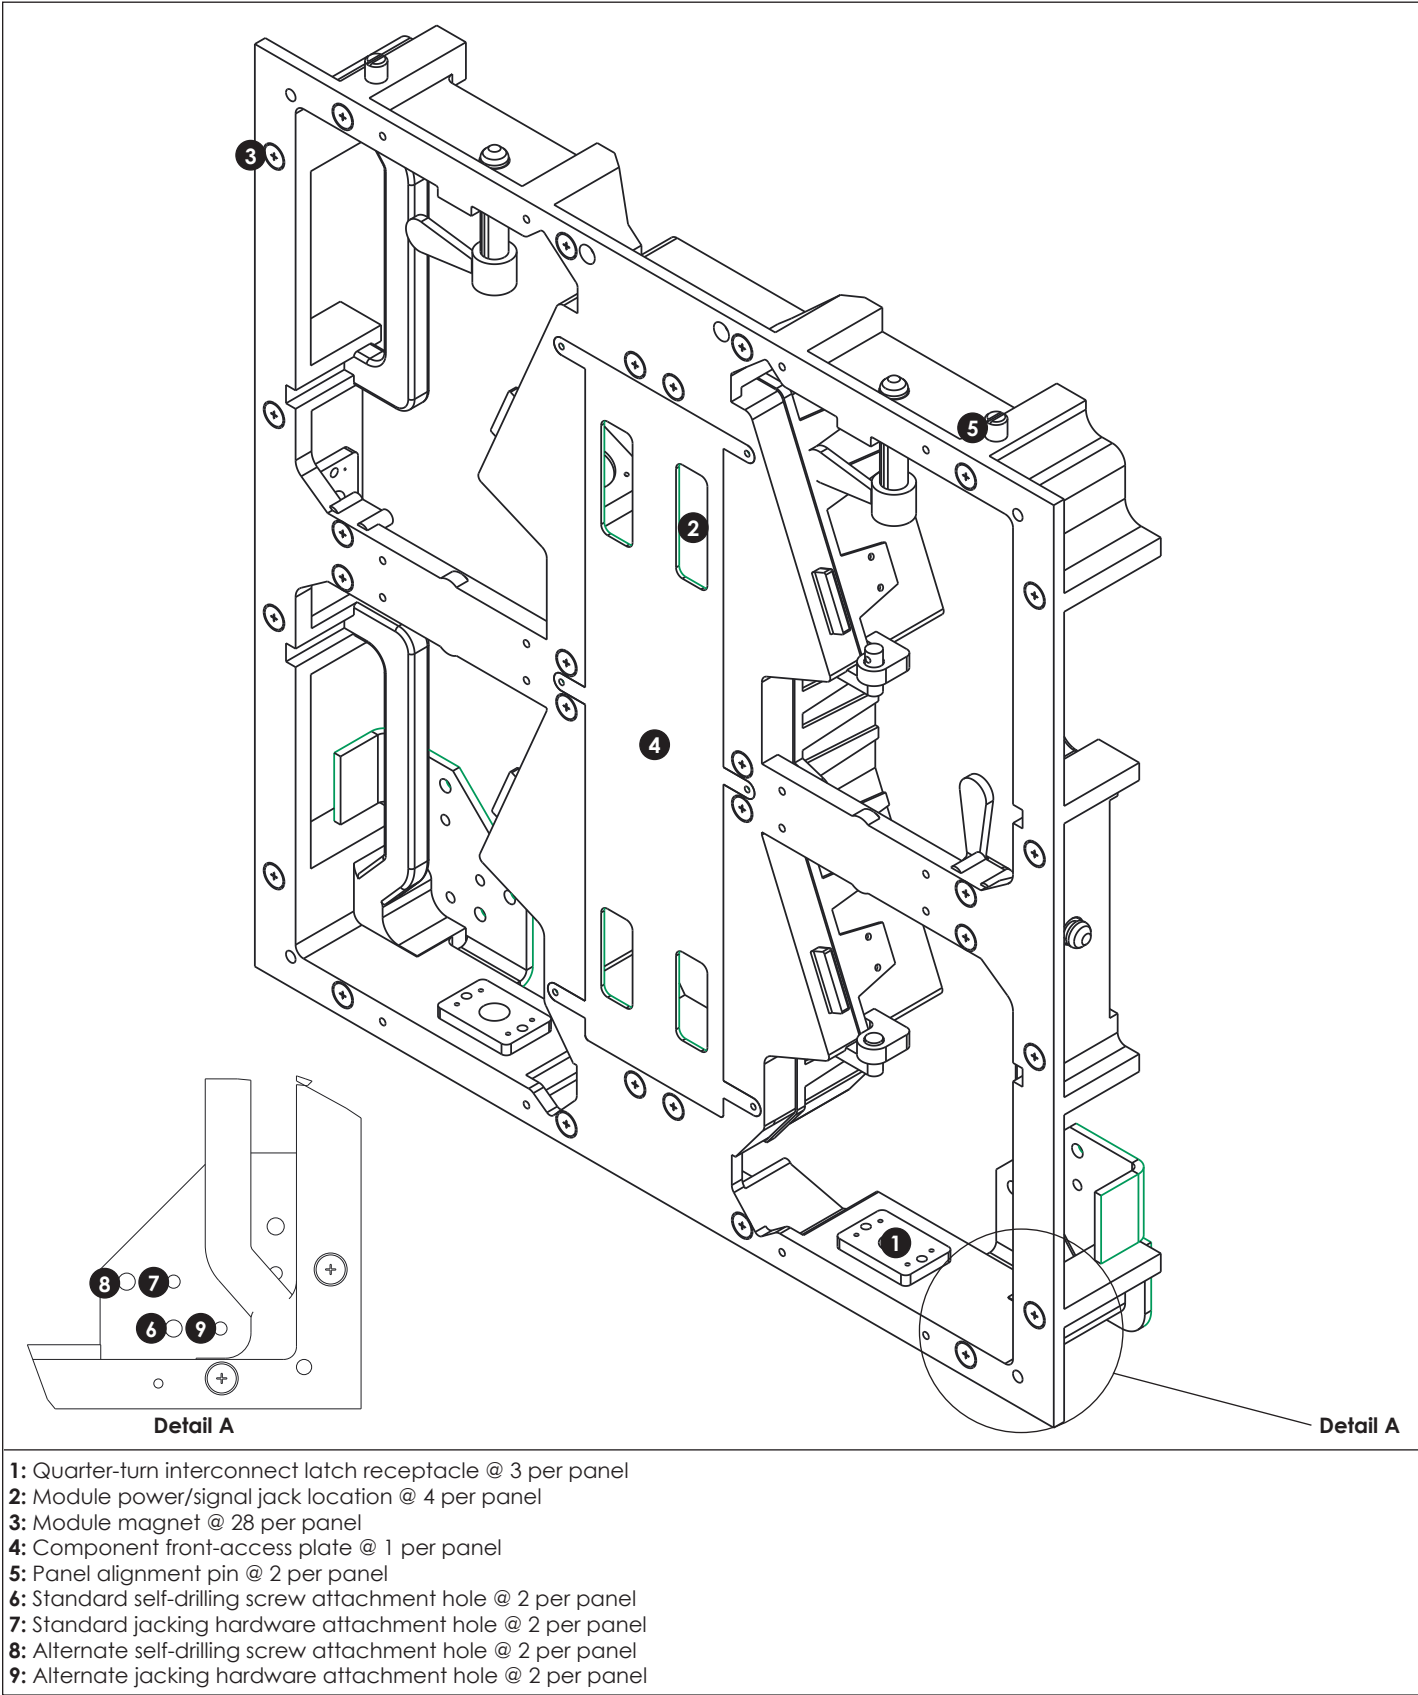 3
5
2
4
1
8 7
6 9
Detail A
Detail A
1: Quarter-turn interconnect latch receptacle @ 3 per panel
2: Module power/signal jack location @ 4 per panel
3: Module magnet @ 28 per panel
4: Component front-access plate @ 1 per panel
5: Panel alignment pin @ 2 per panel
6: Standard self-drilling screw attachment hole @ 2 per panel
7: Standard jacking hardware attachment hole @ 2 per panel
8: Alternate self-drilling screw attachment hole @ 2 per panel
9: Alternate jacking hardware attachment hole @ 2 per panel